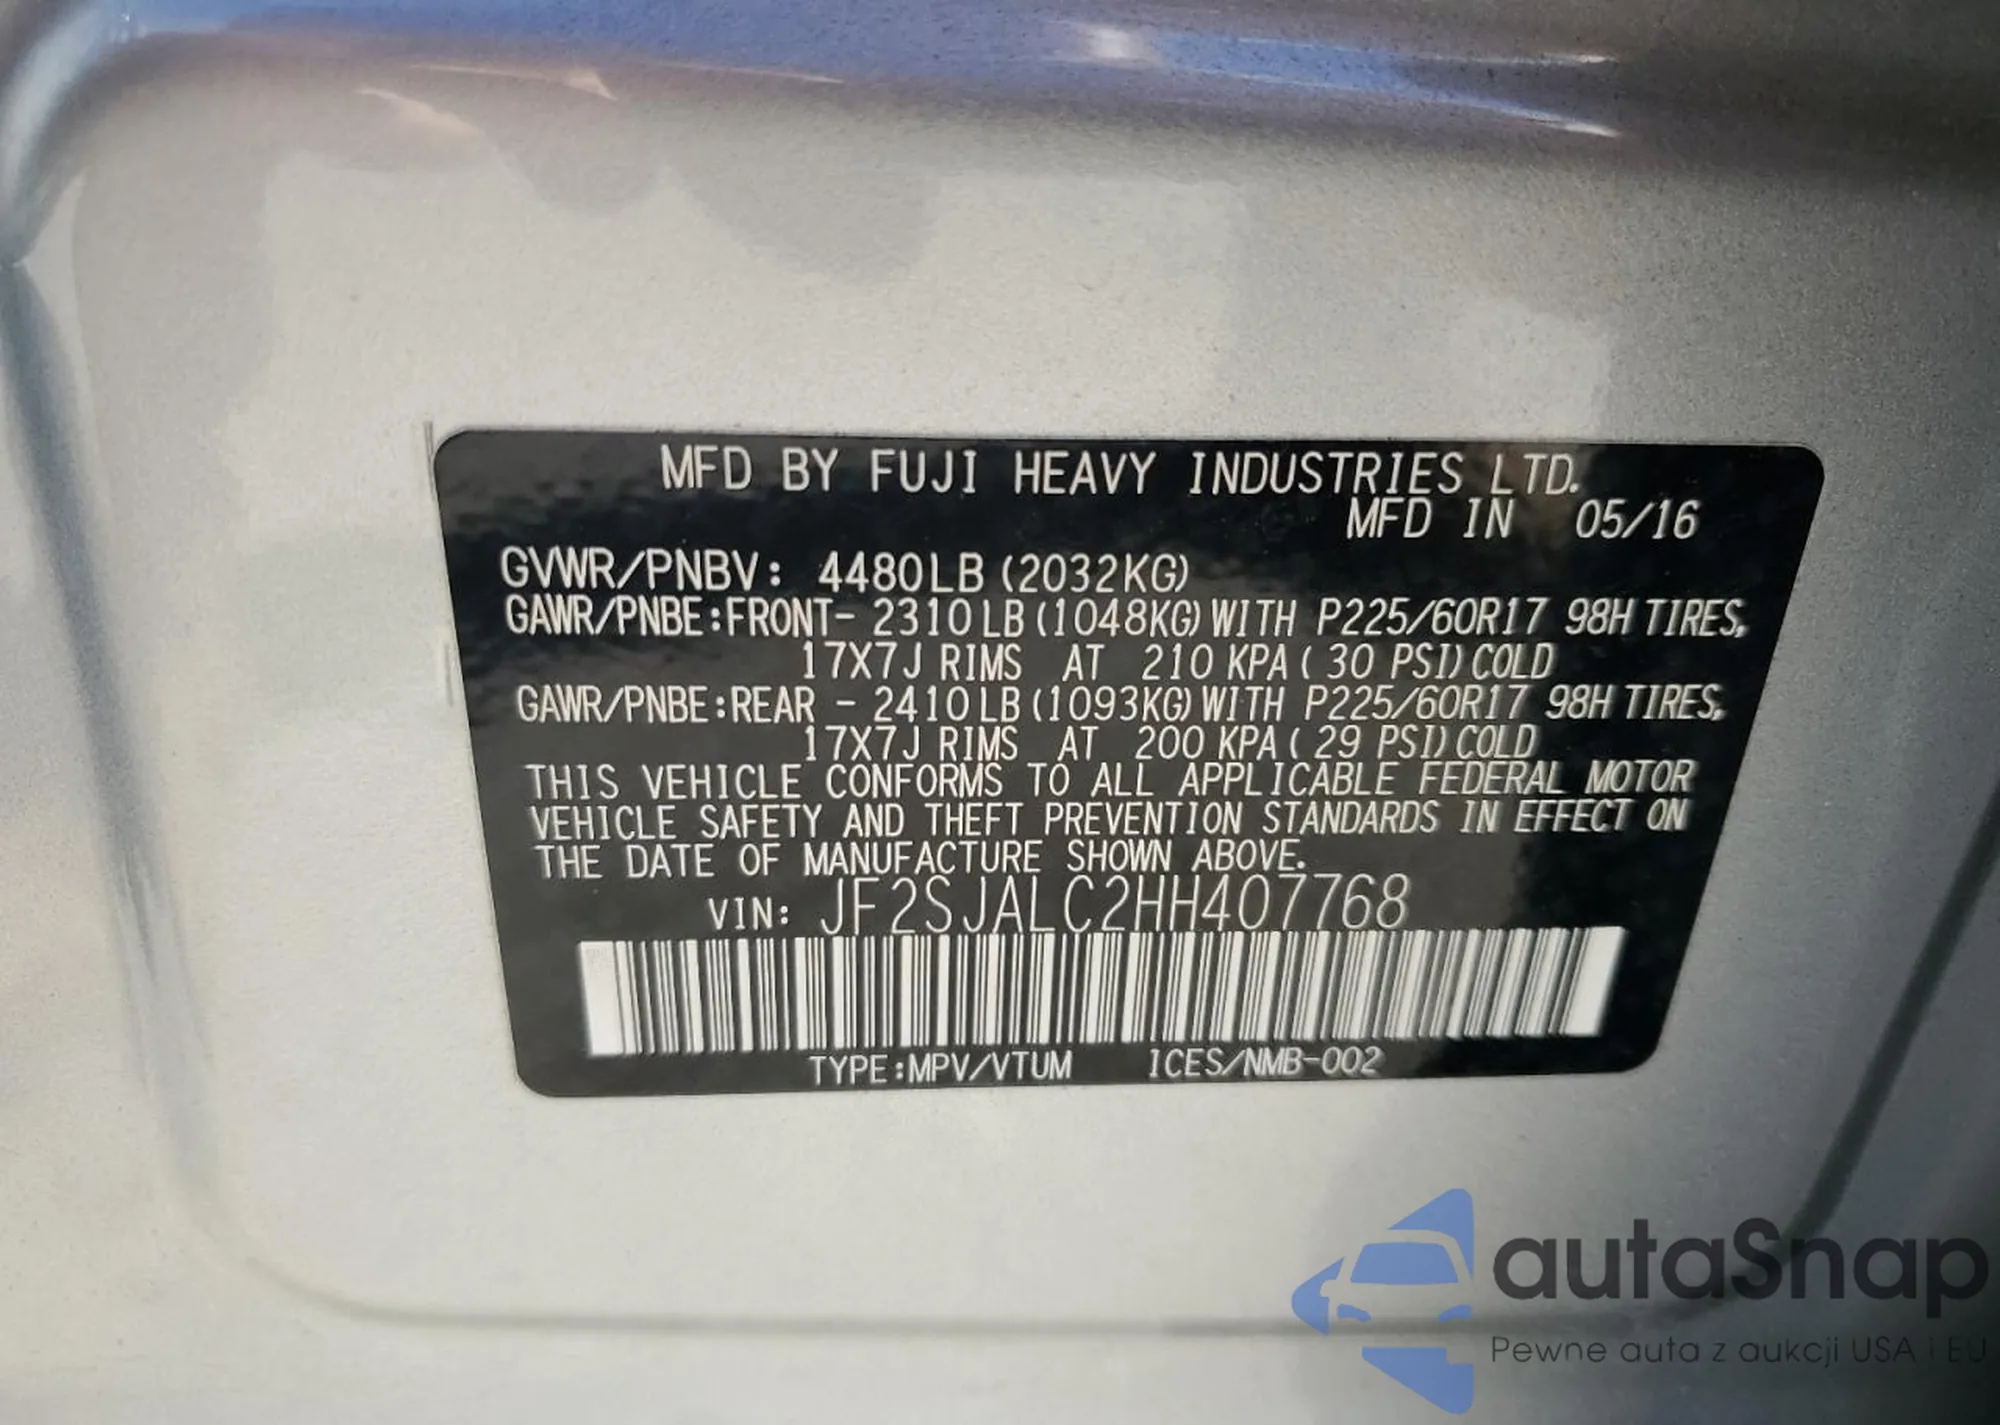 MFD BY FUJI HEAVY INDUSTRIES LTD.
MFD IN 05/16
GVWR/PNBV: 4480LB (2032KG)
GAWR/PNBE:FRONT- 2310LB (1048KG) WITH P225/60R17 98H TIRES,
17X7J RIMS AT 210 KPA ( 30 PSI) COLD
GAWR/PNBE:REAR - 2410LB (1093KG) WITH P225/60R17 98H TIRES,
17X7J RIMS AT 200 KPA ( 29 PSI) COLD
THIS VEHICLE CONFORMS TO ALL APPLICABLE FEDERAL MOTOR
VEHICLE SAFETY AND THEFT PREVENTION STANDARDS IN EFFECT ON
THE DATE OF MANUFACTURE SHOWN ABOVE.
VIN: JF2SJALC2HH407768
TYPE:MPV/VTUM ICES/NMB-002
autaSnap
Pewne auta z aukcji USA i EU